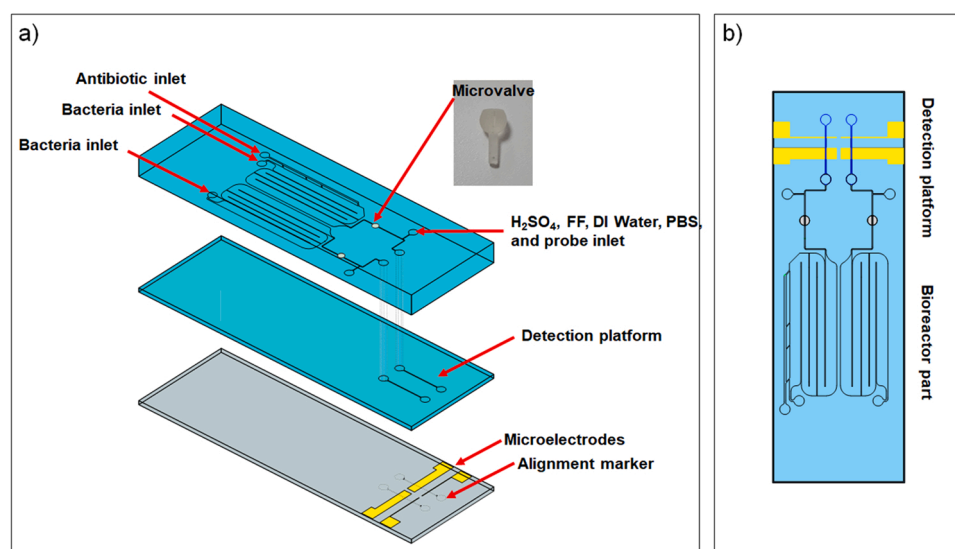 a)
Antibiotic inlet
Bacteria inlet
Bacteria inlet
Microvalve
H₂SO₄, FF, DI Water, PBS,
and probe inlet
Detection platform
Microelectrodes
Alignment marker
b)
Detection platform
Bioreactor part